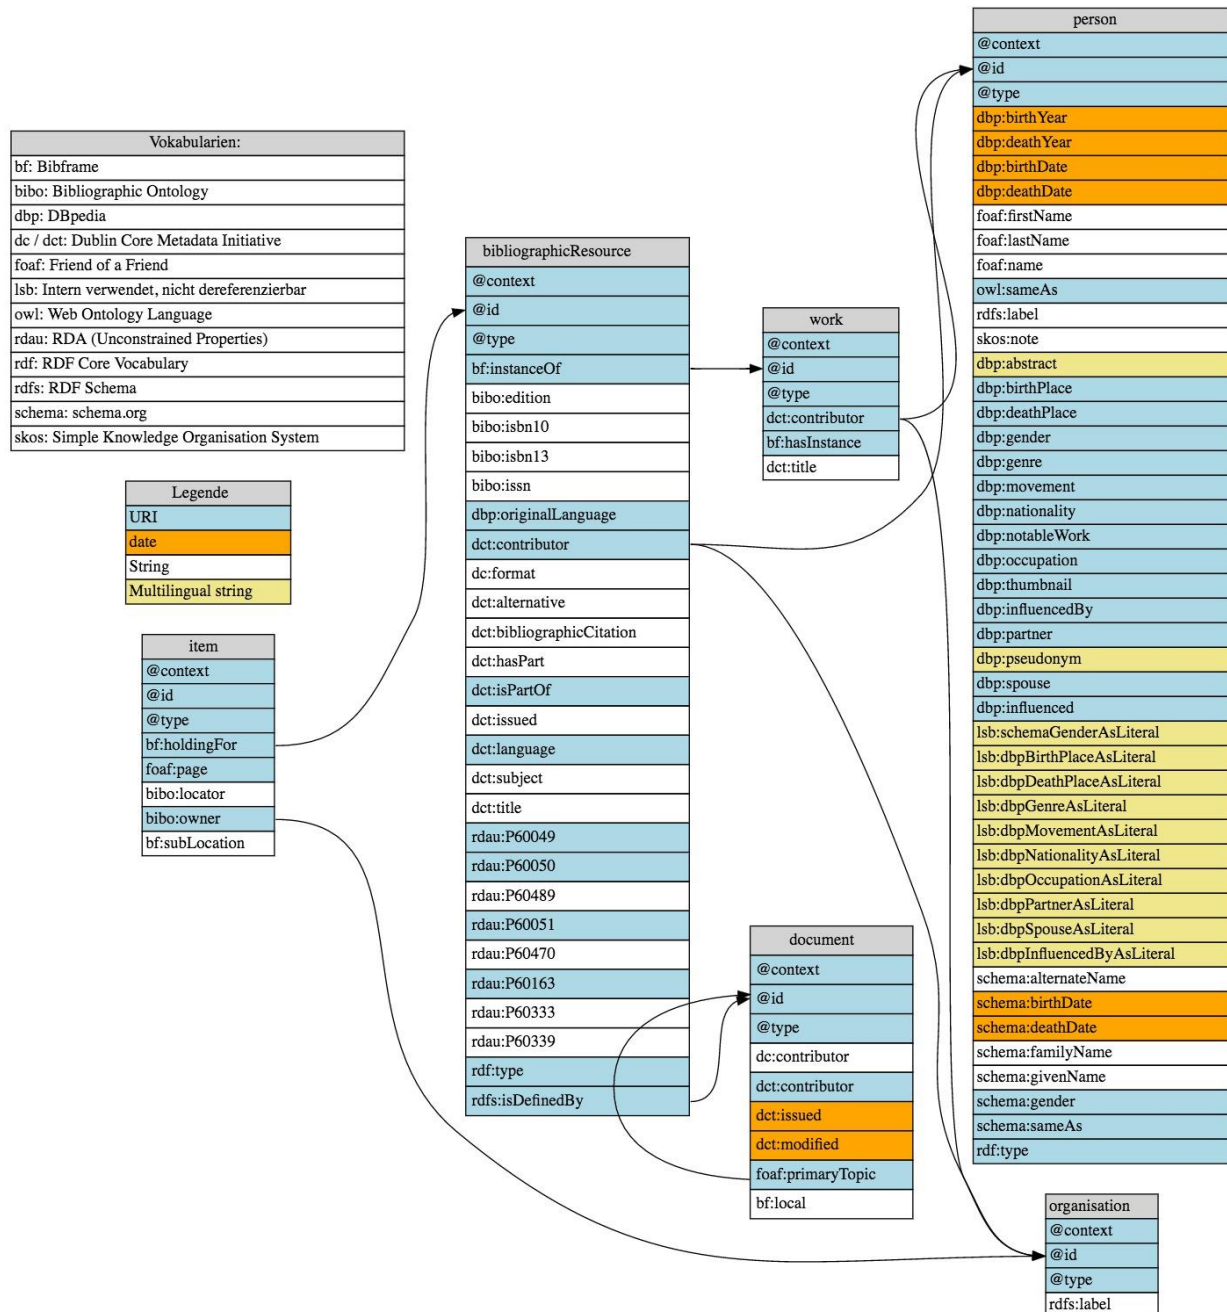 Vokabularien:
bf: Bibframe
bibo: Bibliographic Ontology
dbp: DBpedia
dc / dct: Dublin Core Metadata Initiative
foaf: Friend of a Friend
lsb: Intern verwendet, nicht dereferenzierbar
owl: Web Ontology Language
rdau: RDA (Unconstrained Properties)
rdf: RDF Core Vocabulary
rdfs: RDF Schema
schema: schema.org
skos: Simple Knowledge Organisation System
Legende
URI
date
String
Multilingual string
item
@context
@id
@type
bf:holdingFor
foaf:page
bibo:locator
bibo:owner
bf:subLocation
bibliographicResource
@context
@id
@type
bf:instanceOf
bibo:edition
bibo:isbn10
bibo:isbn13
bibo:issn
dbp:originalLanguage
dct:contributor
dc:format
dct:alternative
dct:bibliographicCitation
dct:hasPart
dct:isPartOf
dct:issued
dct:language
dct:subject
dct:title
rdau:P60049
rdau:P60050
rdau:P60489
rdau:P60051
rdau:P60470
rdau:P60163
rdau:P60333
rdau:P60339
rdf:type
rdfs:isDefinedBy
work
@context
@id
@type
dct:contributor
bf:hasInstance
dct:title
document
@context
@id
@type
dc:contributor
dct:contributor
dct:issued
dct:modified
foaf:primaryTopic
bf:local
person
@context
@id
@type
dbp:birthYear
dbp:deathYear
dbp:birthDate
dbp:deathDate
foaf:firstName
foaf:lastName
foaf:name
owl:sameAs
rdfs:label
skos:note
dbp:abstract
dbp:birthPlace
dbp:deathPlace
dbp:gender
dbp:genre
dbp:movement
dbp:nationality
dbp:notableWork
dbp:occupation
dbp:thumbnail
dbp:influencedBy
dbp:partner
dbp:pseudonym
dbp:spouse
dbp:influenced
lsb:schemaGenderAsLiteral
lsb:dbpBirthPlaceAsLiteral
lsb:dbpDeathPlaceAsLiteral
lsb:dbpGenreAsLiteral
lsb:dbpMovementAsLiteral
lsb:dbpNationalityAsLiteral
lsb:dbpOccupationAsLiteral
lsb:dbpPartnerAsLiteral
lsb:dbpSpouseAsLiteral
lsb:dbpInfluencedByAsLiteral
schema:alternateName
schema:birthDate
schema:deathDate
schema:familyName
schema:givenName
schema:gender
schema:sameAs
rdf:type
organisation
@context
@id
@type
rdfs:label